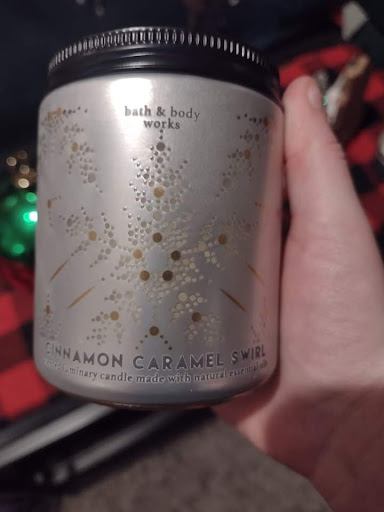 bath & body
works
CINNAMON CARAMEL SWIRL
luminary candle made with natural essential oils